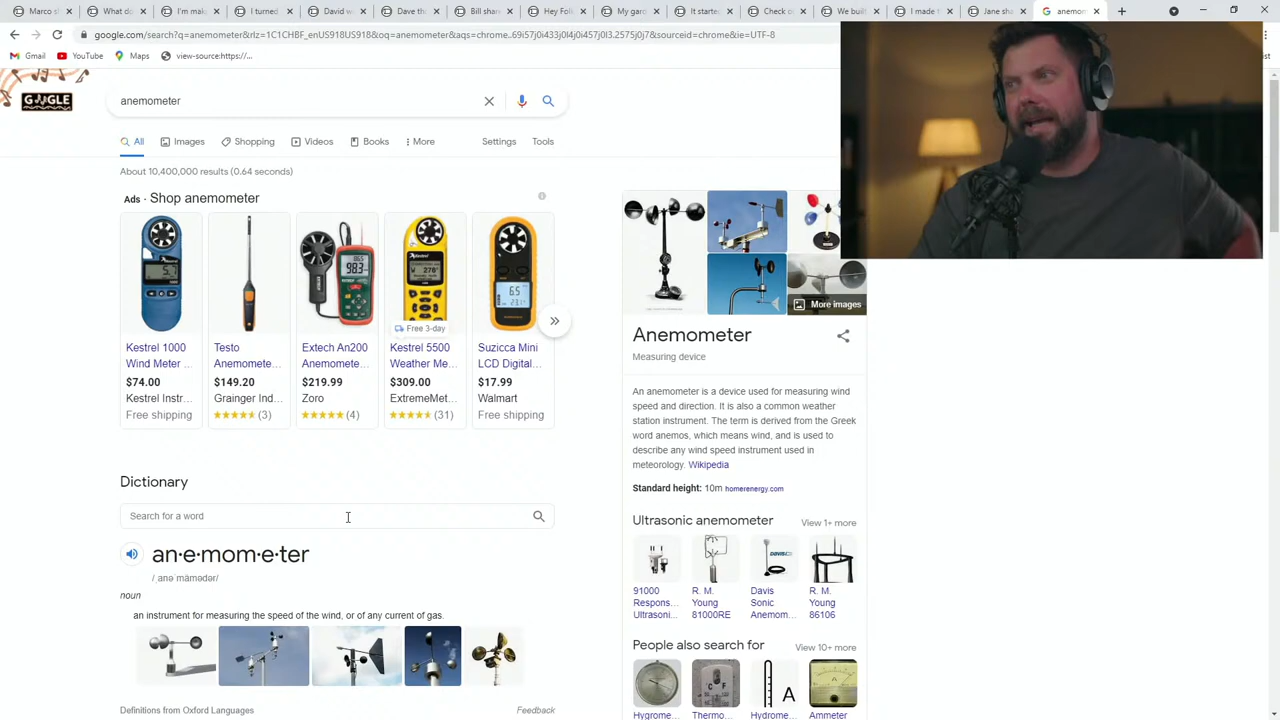 Marco s
What do
I'm mak
I turned
David w
Dave th
Bill shar
Hey Folk
My gard
It starte
Check o
We buil
I made t
Jane shu
anemom
google.com/search?q=anemometer&rlz=1C1CHBF_enUS918US918&oq=anemometer&aqs=chrome..69i57j0i433j0l4j0i457j0l3.2575j0j7&sourceid=chrome&ie=UTF-8
Gmail
YouTube
Maps
view-source:https://...
ist
anemometer
All
Images
Shopping
Videos
Books
More
Settings
Tools
About 10,400,000 results (0.64 seconds)
Ads · Shop anemometer
Free 3-day
Kestrel 1000 Wind Meter ...
$74.00
Kestrel Instr...
Free shipping
Testo Anemomete...
$149.20
Grainger Ind...
(3)
Extech An200 Anemomete...
$219.99
Zoro
(4)
Kestrel 5500 Weather Me...
$309.00
ExtremeMet...
(31)
Suzicca Mini LCD Digital...
$17.99
Walmart
Free shipping
Dictionary
Search for a word
an·e·mom·e·ter
/ˌanəˈmämədər/
noun
an instrument for measuring the speed of the wind, or of any current of gas.
Definitions from Oxford Languages
Feedback
More images
Anemometer
Measuring device
An anemometer is a device used for measuring wind
speed and direction. It is also a common weather
station instrument. The term is derived from the Greek
word anemos, which means wind, and is used to
describe any wind speed instrument used in
meteorology. Wikipedia
Standard height: 10m homerenergy.com
Ultrasonic anemometer
View 1+ more
91000 Respons... Ultrasoni...
R. M. Young 81000RE
Davis Sonic Anemom...
R. M. Young 86106
People also search for
View 10+ more
Hygrome...
Thermo...
Hydrome...
Ammeter